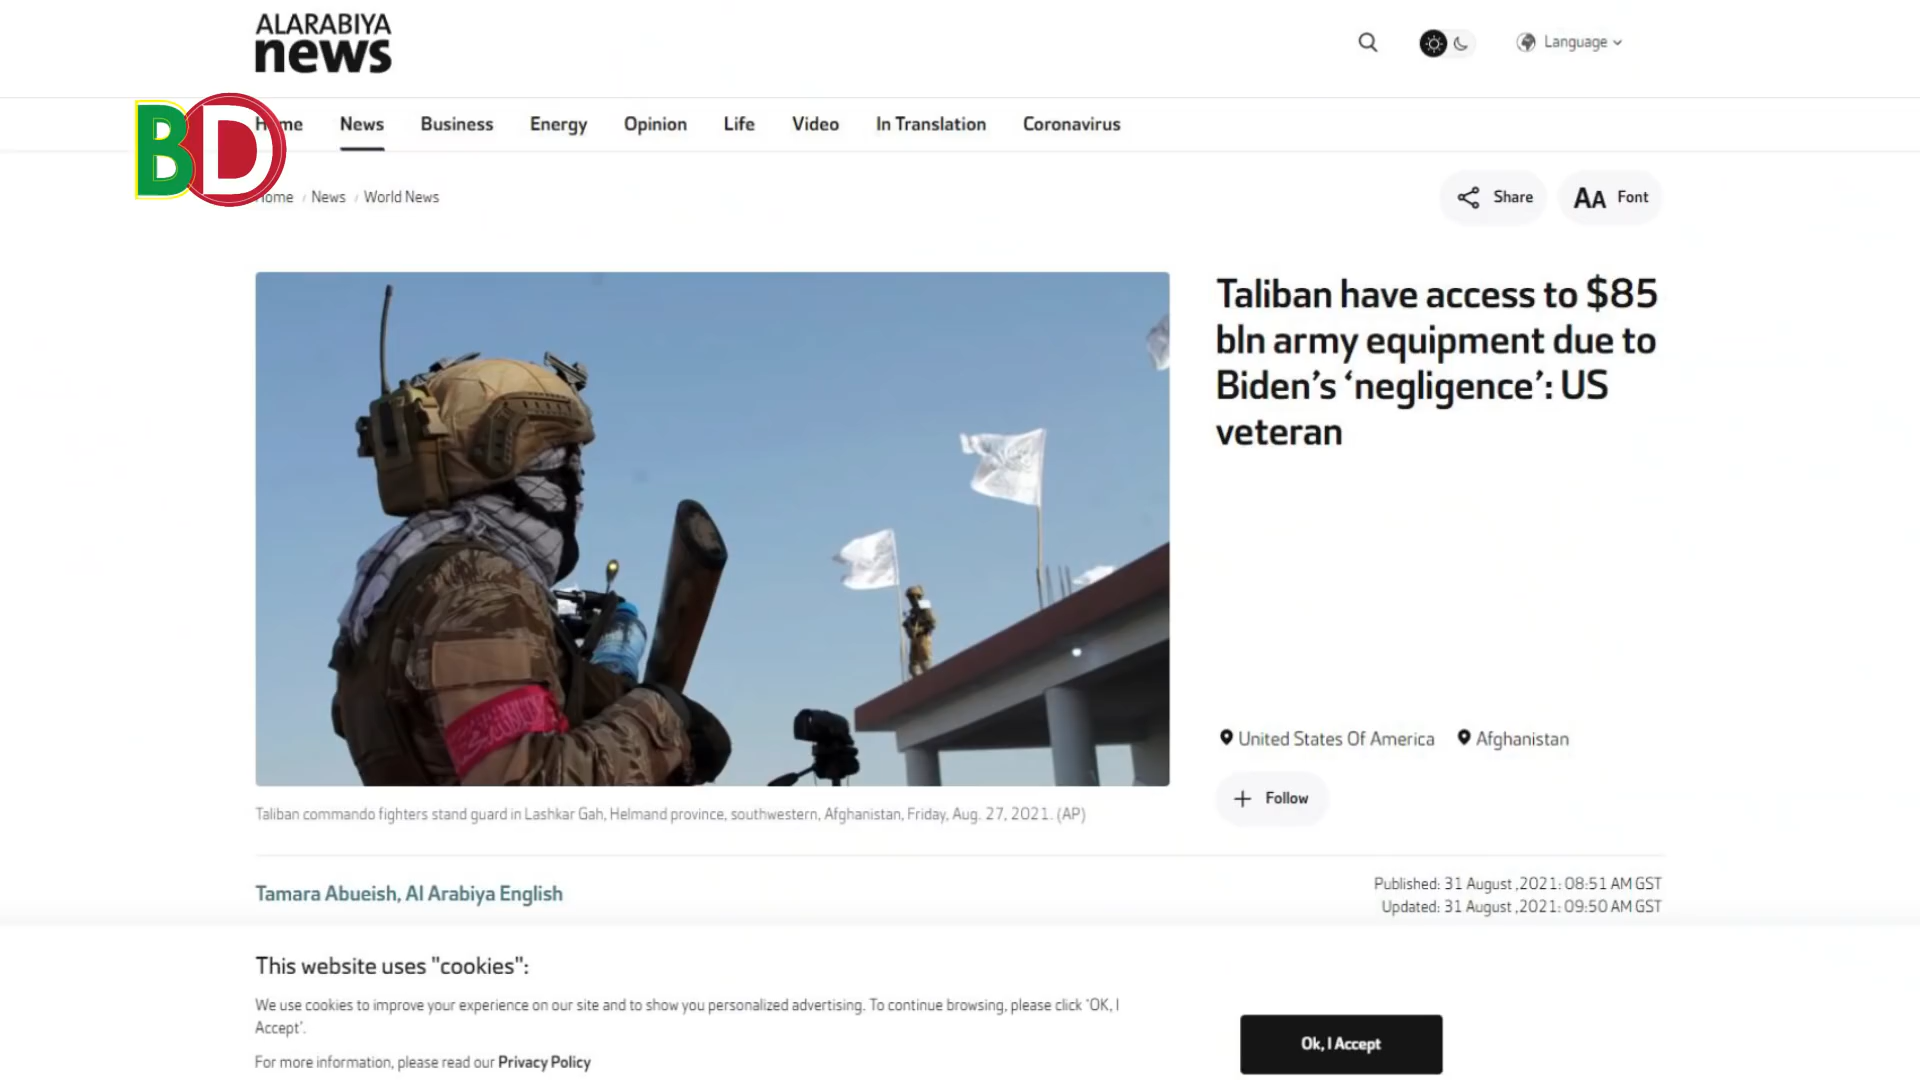 ALARABIYA
news
Language
BD
Home News Business Energy Opinion Life Video In Translation Coronavirus
Home / News / World News
Share
AA Font
Taliban have access to $85
bln army equipment due to
Biden's 'negligence': US
veteran
United States Of America Afghanistan
+ Follow
Taliban commando fighters stand guard in Lashkar Gah, Helmand province, southwestern, Afghanistan, Friday, Aug. 27, 2021. (AP)
Tamara Abueish, Al Arabiya English
Published: 31 August ,2021: 08:51 AM GST
Updated: 31 August ,2021: 09:50 AM GST
This website uses "cookies":
We use cookies to improve your experience on our site and to show you personalized advertising. To continue browsing, please click 'OK, I
Accept'.
For more information, please read our Privacy Policy
Ok, I Accept